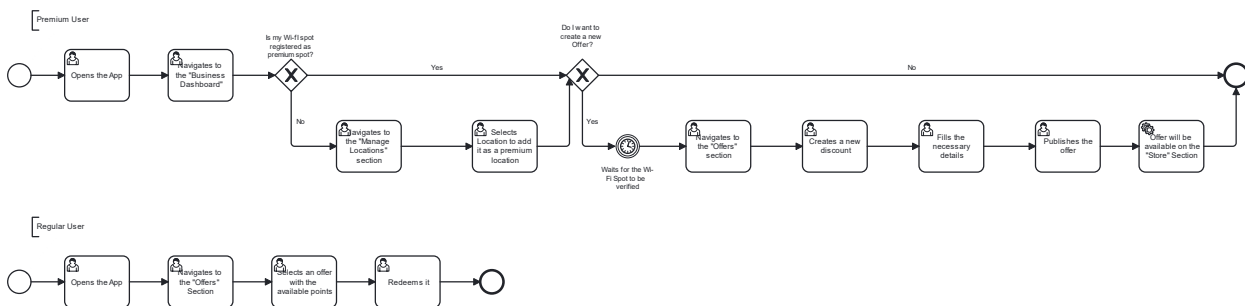 Premium User
Is my Wi-fi spot
registered as
premium spot?
Do I want to
create a new
Offer?
Opens the App
Navigates to
the "Business
Dashboard"
Yes
No
No
Yes
Navigates to
the "Manage
Locations"
section
Selects
Location to add
it as a premium
location
Waits for the Wi-
Fi Spot to be
verified
Navigates to
the "Offers"
section
Creates a new
discount
Fills the
necessary
details
Publishes the
offer
Offer will be
available on the
"Store" Section
Regular User
Opens the App
Navigates to
the "Offers"
Section
Selects an offer
with the
available points
Redeems it